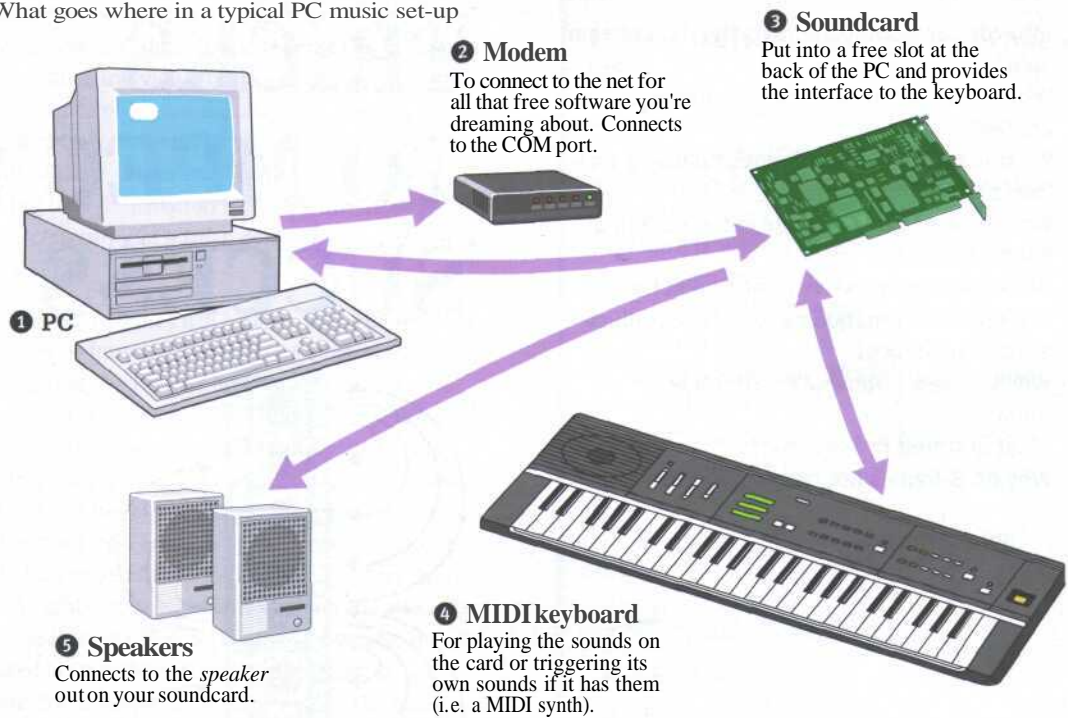 What goes where in a typical PC music set-up
❶ PC
❷ Modem
To connect to the net for
all that free software you're
dreaming about. Connects
to the COM port.
❸ Soundcard
Put into a free slot at the
back of the PC and provides
the interface to the keyboard.
❹ MIDI keyboard
For playing the sounds on
the card or triggering its
own sounds if it has them
(i.e. a MIDI synth).
❺ Speakers
Connects to the speaker
out on your soundcard.